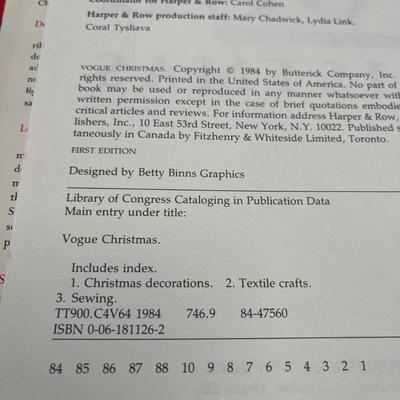 Coordinator for Harper & Row: Carol Cohen
Harper & Row production staff: Mary Chadwick, Lydia Link,
Coral Tysliava
VOGUE CHRISTMAS. Copyright © 1984 by Butterick Company, Inc.
rights reserved. Printed in the United States of America. No part of
book may be used or reproduced in any manner whatsoever with
written permission except in the case of brief quotations embodie
critical articles and reviews. For information address Harper & Row,
lishers, Inc., 10 East 53rd Street, New York, N.Y. 10022. Published s
taneously in Canada by Fitzhenry & Whiteside Limited, Toronto.
FIRST EDITION
Designed by Betty Binns Graphics
Library of Congress Cataloging in Publication Data
Main entry under title:
Vogue Christmas.
Includes index.
1. Christmas decorations. 2. Textile crafts.
3. Sewing.
TT900.C4V64 1984 746.9 84-47560
ISBN 0-06-181126-2
84 85 86 87 88 10 9 8 7 6 5 4 3 2 1